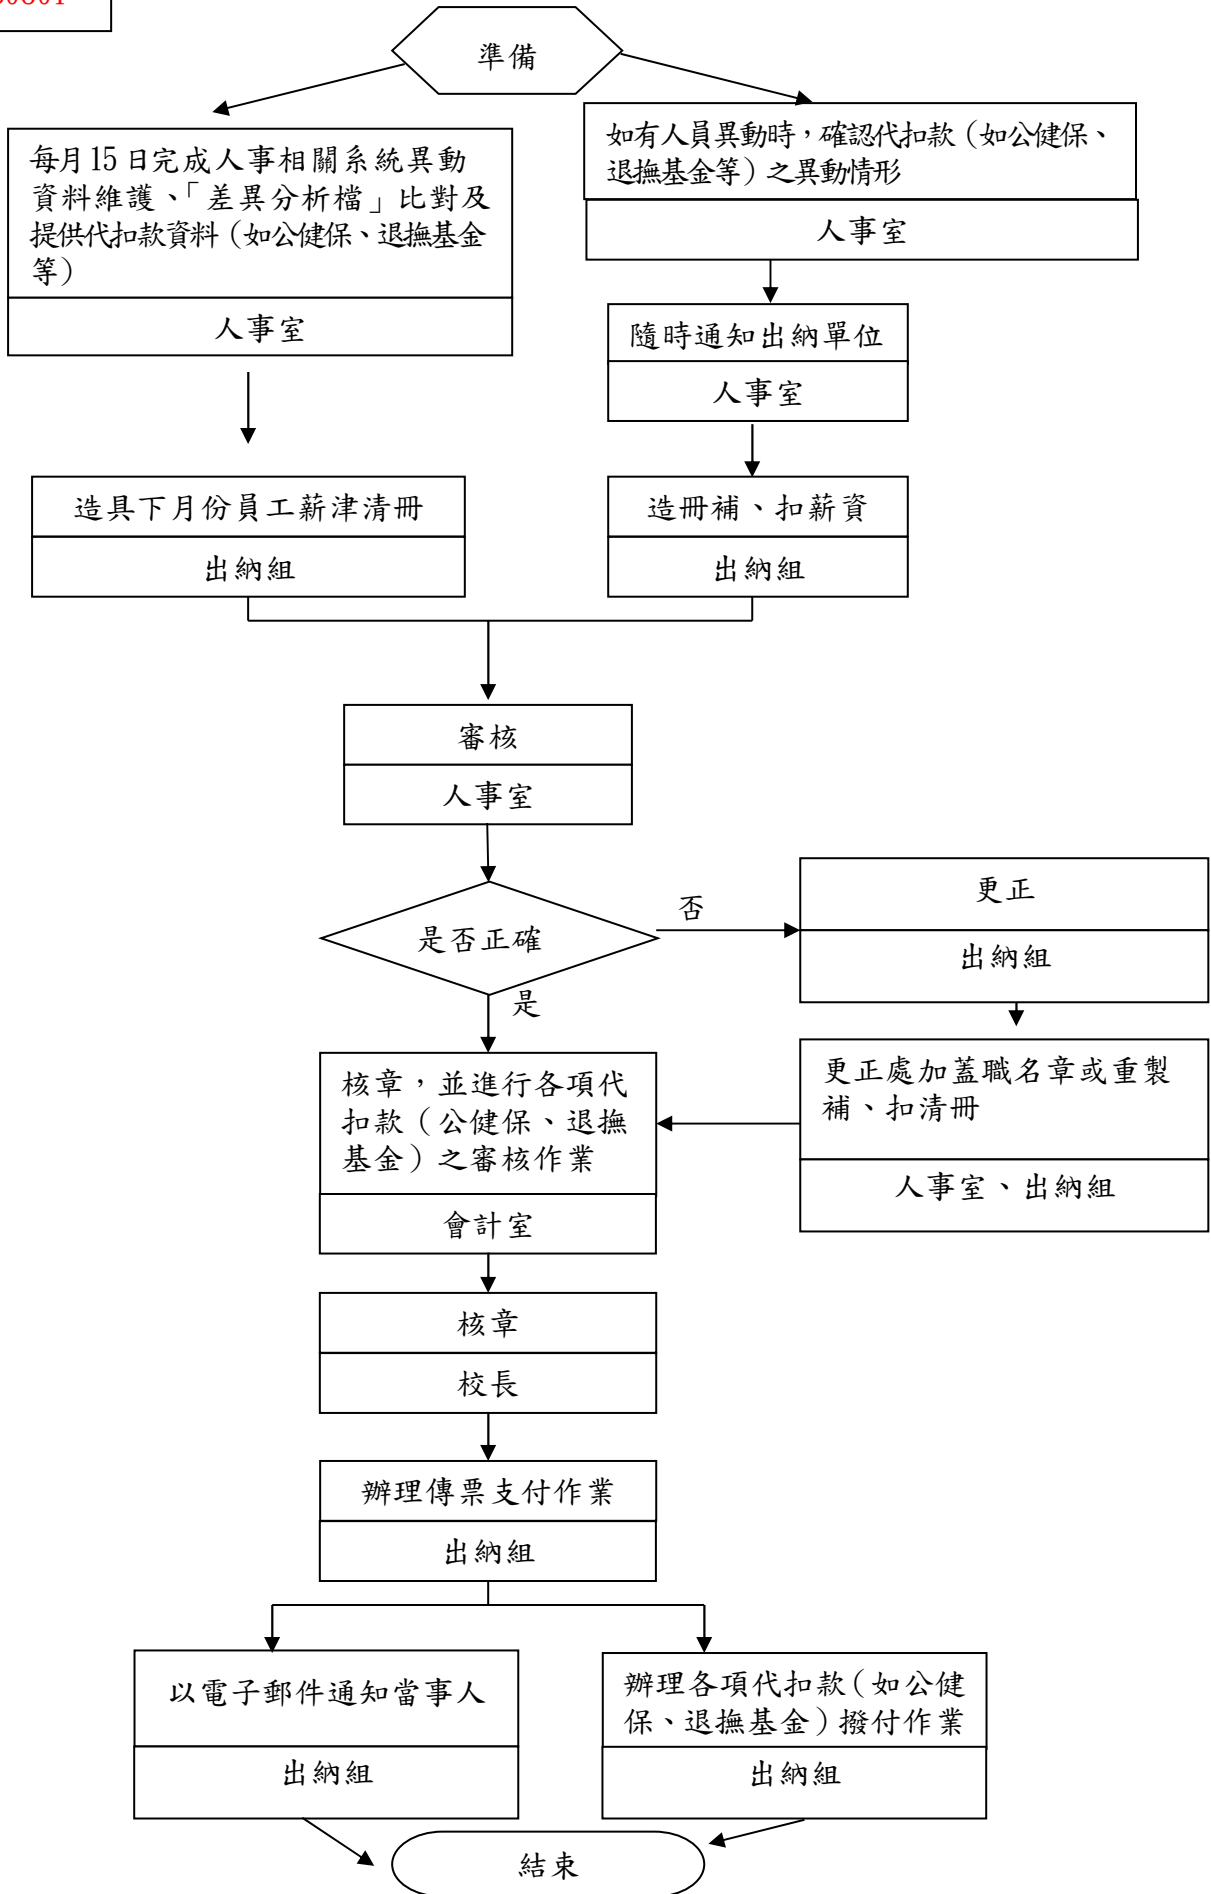 準備
每月15日完成人事相關系統異動
資料維護、「差異分析檔」比對及
提供代扣款資料（如公健保、退撫基金
等）
人事室
如有人員異動時，確認代扣款（如公健保、
退撫基金等）之異動情形
人事室
隨時通知出納單位
人事室
造具下月份員工薪津清冊
出納組
造冊補、扣薪資
出納組
審核
人事室
是否正確
否
是
更正
出納組
更正處加蓋職名章或重製
補、扣清冊
人事室、出納組
核章，並進行各項代
扣款（公健保、退撫
基金）之審核作業
會計室
核章
校長
辦理傳票支付作業
出納組
以電子郵件通知當事人
出納組
辦理各項代扣款（如公健
保、退撫基金）撥付作業
出納組
結束